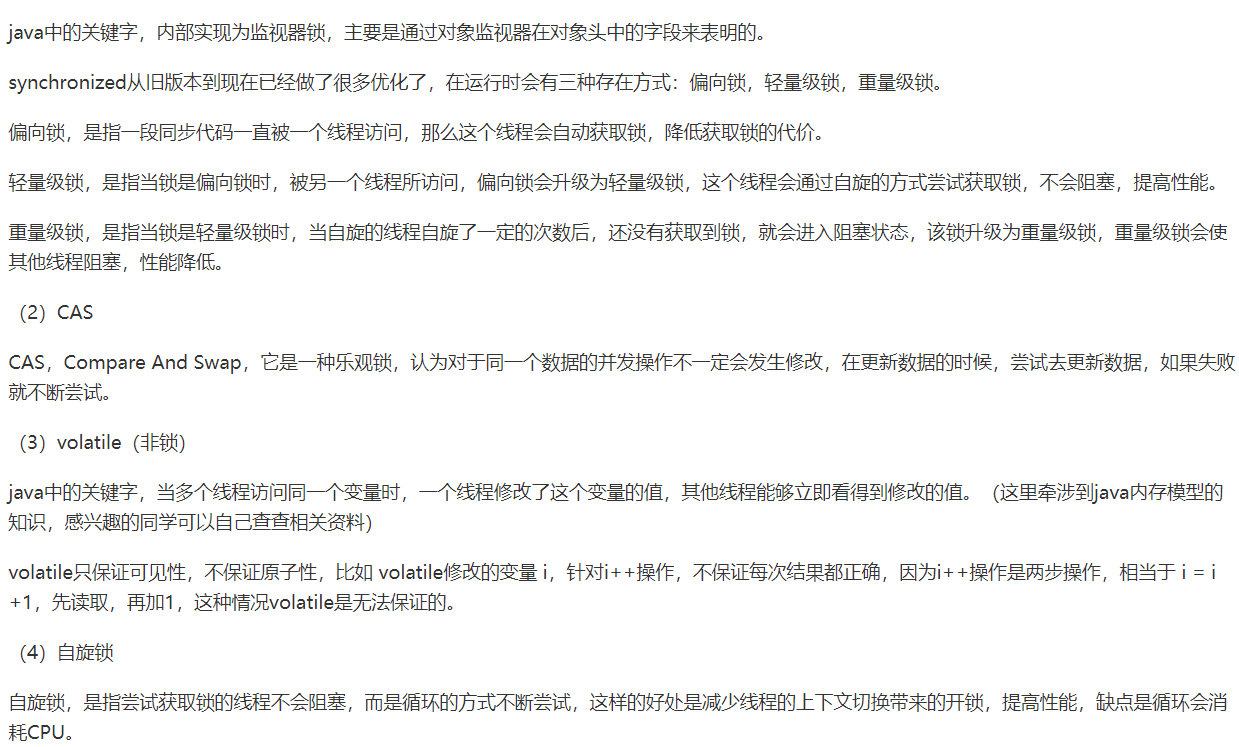 java中的关键字，内部实现为监视器锁，主要是通过对象监视器在对象头中的字段来表明的。
synchronized从旧版本到现在已经做了很多优化了，在运行时会有三种存在方式：偏向锁，轻量级锁，重量级锁。
偏向锁，是指一段同步代码一直被一个线程访问，那么这个线程会自动获取锁，降低获取锁的代价。
轻量级锁，是指当锁是偏向锁时，被另一个线程所访问，偏向锁会升级为轻量级锁，这个线程会通过自旋的方式尝试获取锁，不会阻塞，提高性能。
重量级锁，是指当锁是轻量级锁时，当自旋的线程自旋了一定的次数后，还没有获取到锁，就会进入阻塞状态，该锁升级为重量级锁，重量级锁会使
其他线程阻塞，性能降低。
（2）CAS
CAS，Compare And Swap，它是一种乐观锁，认为对于同一个数据的并发操作不一定会发生修改，在更新数据的时候，尝试去更新数据，如果失败
就不断尝试。
（3）volatile（非锁）
java中的关键字，当多个线程访问同一个变量时，一个线程修改了这个变量的值，其他线程能够立即看得到修改的值。（这里牵涉到java内存模型的
知识，感兴趣的同学可以自己查查相关资料）
volatile只保证可见性，不保证原子性，比如 volatile修改的变量 i，针对i++操作，不保证每次结果都正确，因为i++操作是两步操作，相当于 i = i
+1，先读取，再加1，这种情况volatile是无法保证的。
（4）自旋锁
自旋锁，是指尝试获取锁的线程不会阻塞，而是循环的方式不断尝试，这样的好处是减少线程的上下文切换带来的开锁，提高性能，缺点是循环会消
耗CPU。